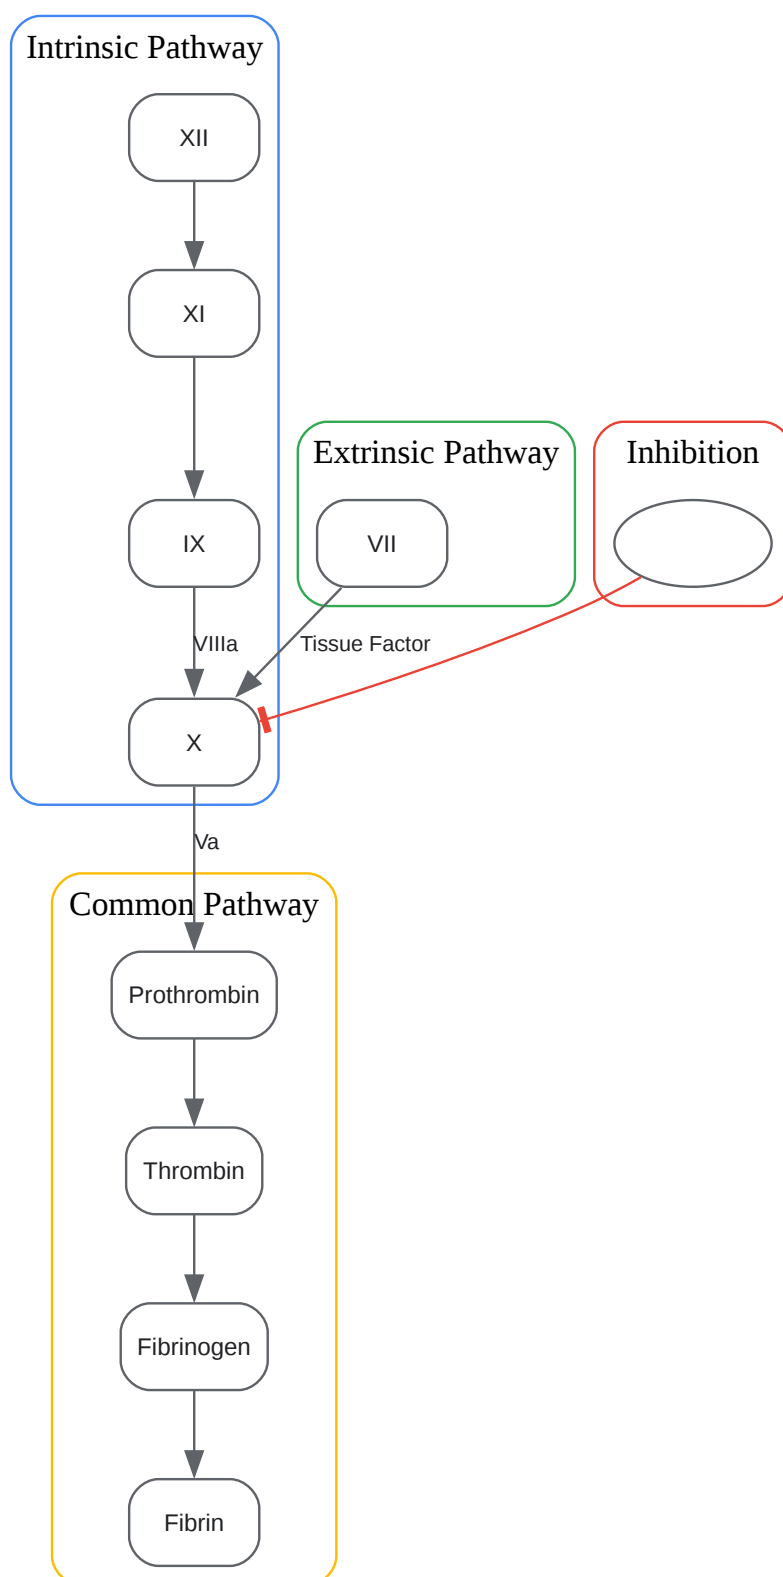 Intrinsic Pathway
XII
XI
Extrinsic Pathway
Inhibition
IX
VII
VIIIa
Tissue Factor
X
Va
Common Pathway
Prothrombin
Thrombin
Fibrinogen
Fibrin